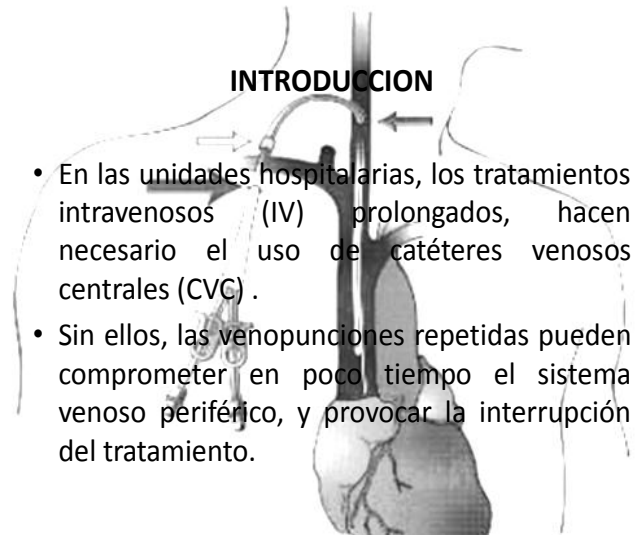 INTRODUCCION
• En las unidades hospitalarias, los tratamientos
intravenosos (IV) prolongados, hacen
necesario el uso de catéteres venosos
centrales (CVC) .
• Sin ellos, las venopunciones repetidas pueden
comprometer en poco tiempo el sistema
venoso periférico, y provocar la interrupción
del tratamiento.